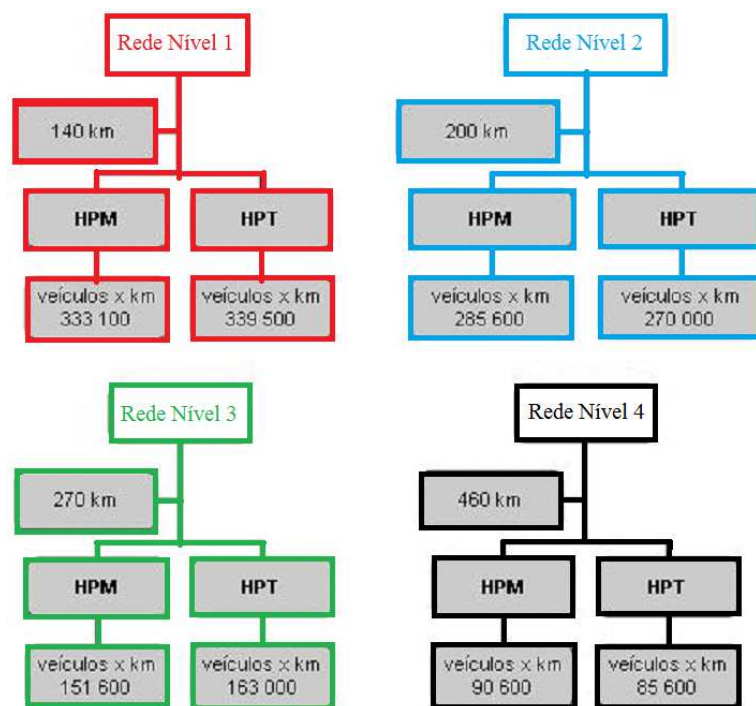 Rede Nível 1
140 km
HPM
HPT
veículos x km
333 100
veículos x km
339 500
Rede Nível 2
200 km
HPM
HPT
veículos x km
285 600
veículos x km
270 000
Rede Nível 3
270 km
HPM
HPT
veículos x km
151 600
veículos x km
163 000
Rede Nível 4
460 km
HPM
HPT
veículos x km
90 600
veículos x km
85 600